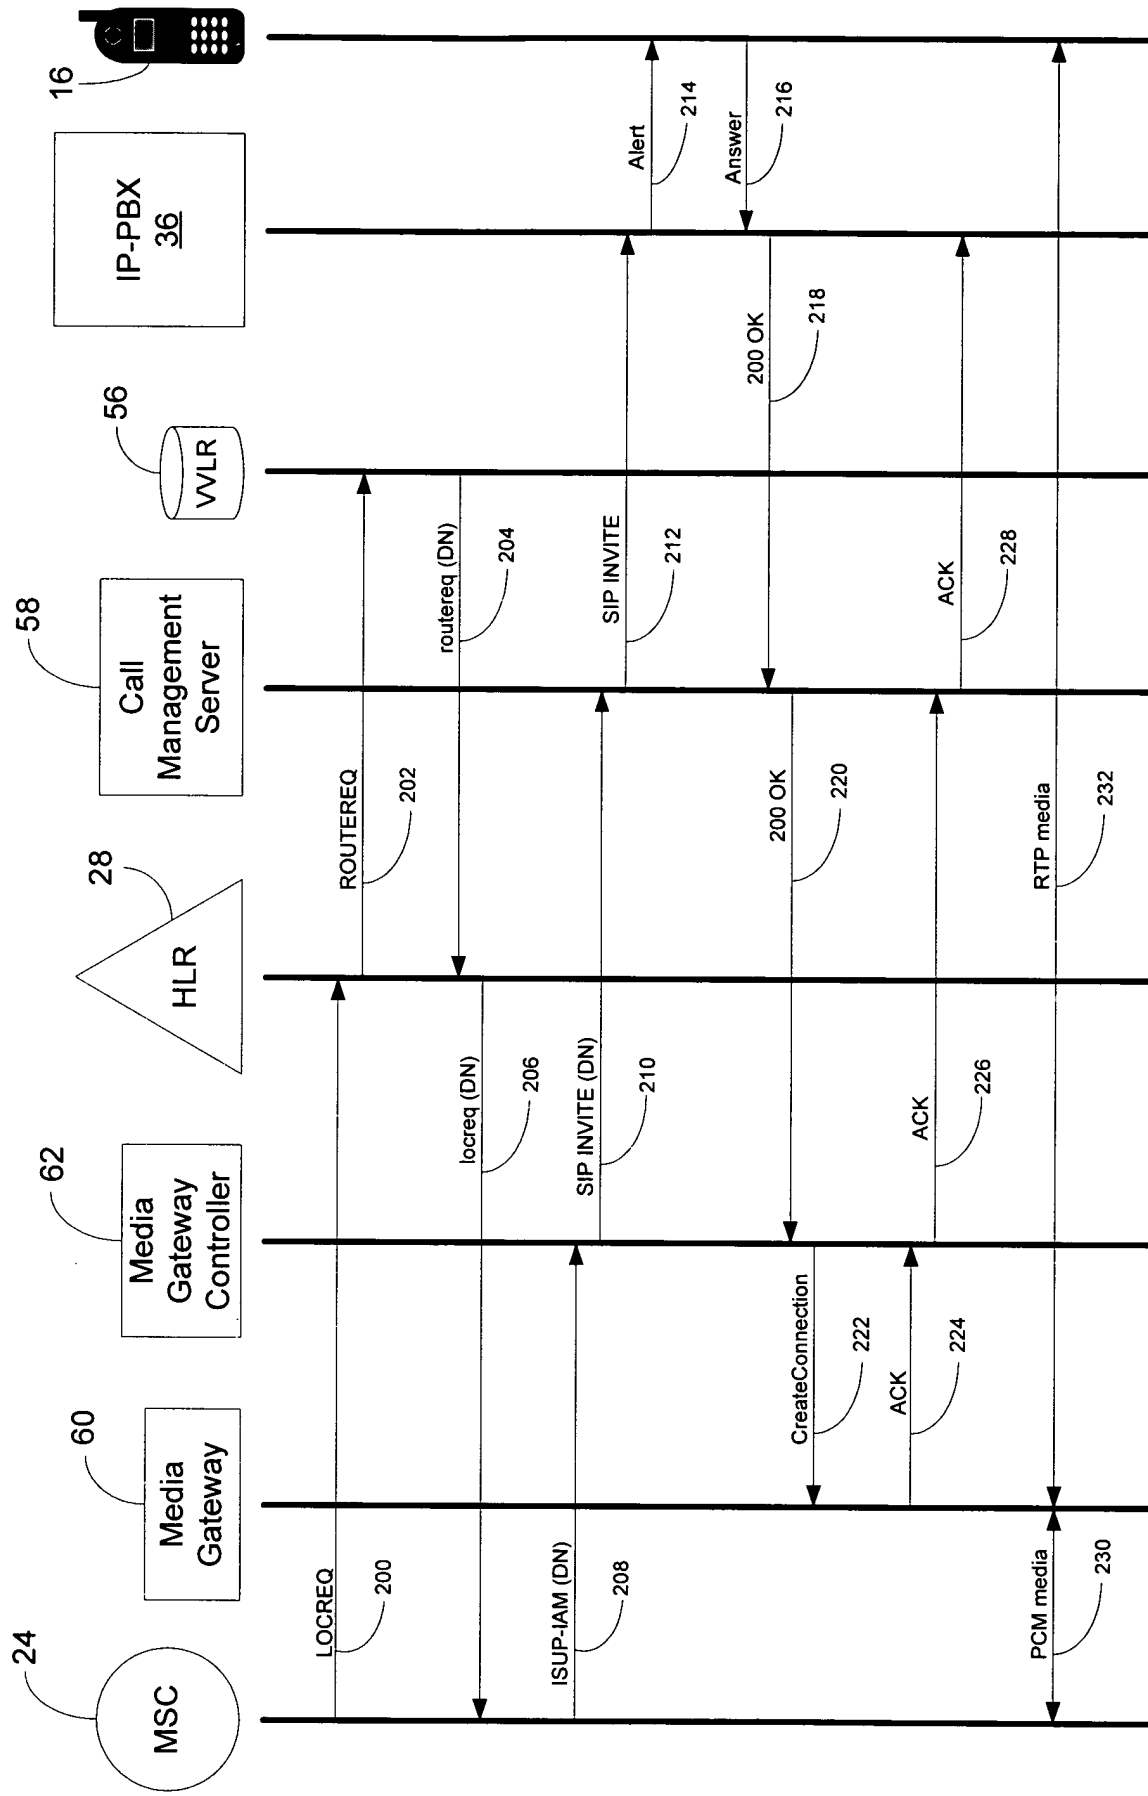 24
MSC
60
Media
Gateway
62
Media
Gateway
Controller
28
HLR
58
Call
Management
Server
56
VVLR
IP-PBX
36
16
LOCREQ
200
ROUTEREQ
202
routereq (DN)
204
locreq (DN)
206
ISUP-IAM (DN)
208
SIP INVITE (DN)
210
SIP INVITE
212
Alert
214
Answer
216
200 OK
218
200 OK
220
CreateConnection
222
ACK
224
ACK
226
ACK
228
PCM media
230
RTP media
232